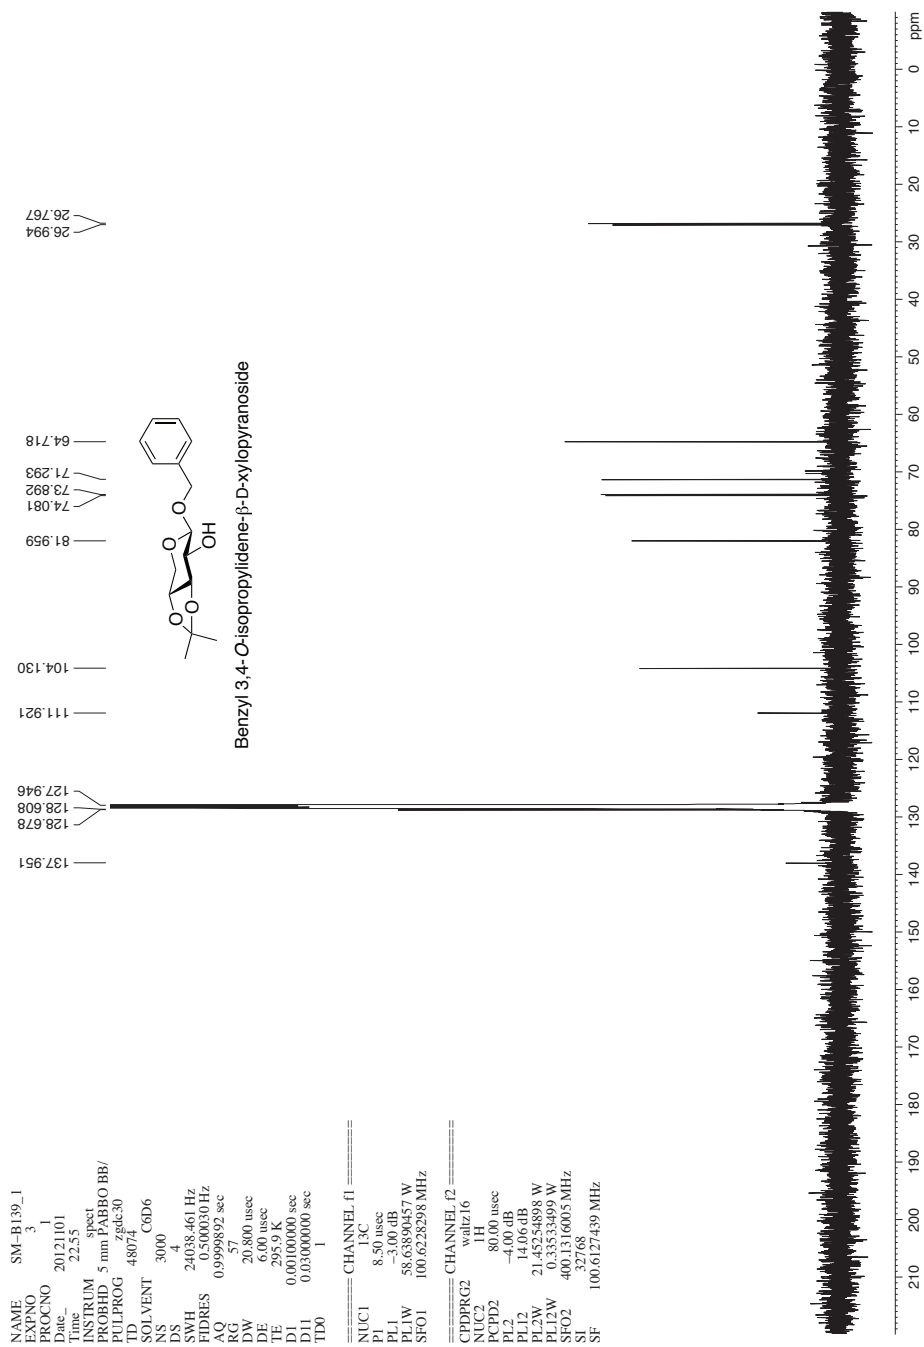 NAME SM-B139_1
EXPNO 3
PROCNO 1
Date_ 20121101
Time 22.55
INSTRUM spect
PROBHD 5 mm PABBO BB/
PULPROG zgdc30
TD 48074
SOLVENT C6D6
NS 3000
DS 4
SWH 24038.461 Hz
FIDRES 0.500030 Hz
AQ 0.9999892 sec
RG 57
DW 20.800 usec
DE 6.00 usec
TE 295.9 K
D1 0.00100000 sec
D11 0.03000000 sec
TD0 1
======== CHANNEL f1 ========
NUC1 13C
P1 8.50 usec
PL1 -3.00 dB
PL1W 58.63890457 W
SFO1 100.6228298 MHz
======== CHANNEL f2 ========
CPDPRG2 waltz16
NUC2 1H
PCPD2 80.00 usec
PL2 -4.00 dB
PL12 14.06 dB
PL2W 21.45254898 W
PL12W 0.33533499 W
SFO2 400.1316005 MHz
SI 32768
SF 100.6127439 MHz
137.951
128.678
128.608
127.946
111.921
104.130
81.959
74.081
73.892
71.293
64.718
26.994
26.767
O
O
O
O
OH
Benzyl 3,4-O-isopropylidene-β-D-xylopyranoside
210 200 190 180 170 160 150 140 130 120 110 100 90 80 70 60 50 40 30 20 10 0 ppm